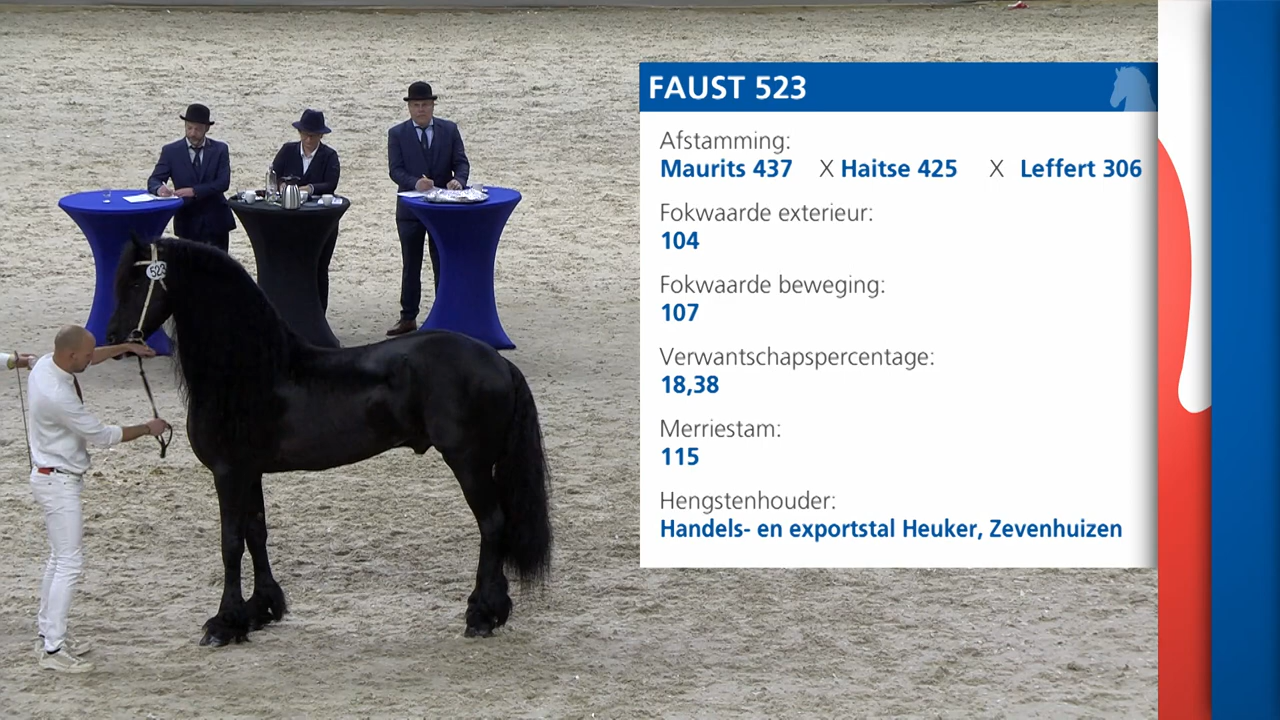 FAUST 523
Afstamming:
Maurits 437 X Haitse 425 X Leffert 306
Fokwaarde exterieur:
104
Fokwaarde beweging:
107
Verwantschapspercentage:
18,38
Merriestam:
115
Hengstenhouder:
Handels- en exportstal Heuker, Zevenhuizen
523